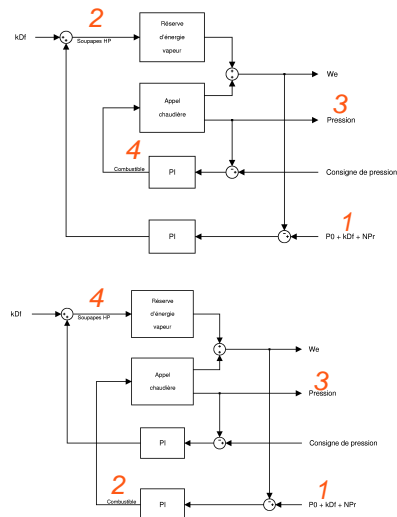 2
Réserve
d'énergie
vapeur
kDf
Soupapes HP
We
Appel
chaudière
3
Pression
4
Combustible
PI
Consigne de pression
1
PI
P0 + kDf + NPr
4
Réserve
d'énergie
vapeur
kDf
Soupapes HP
We
Appel
chaudière
3
Pression
PI
Consigne de pression
2
Combustible
1
PI
P0 + kDf + NPr